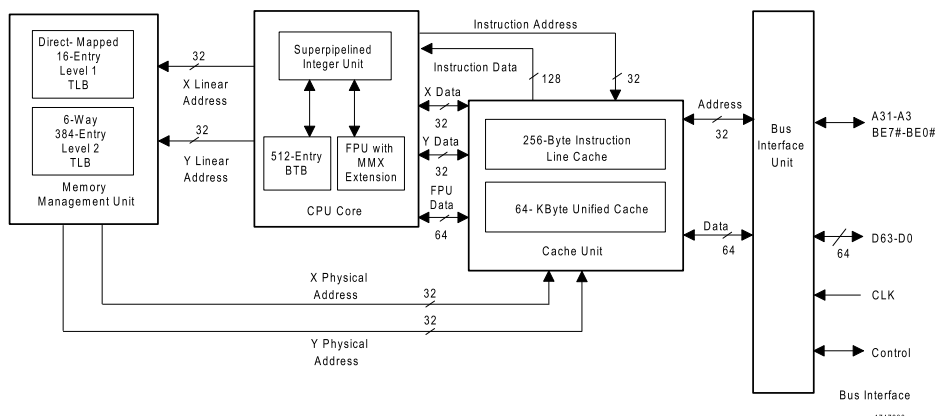 Direct- Mapped
16-Entry
Level 1
TLB
6-Way
384-Entry
Level 2
TLB
Memory
Management Unit
32
X Linear
Address
32
Y Linear
Address
Superpipelined
Integer Unit
512-Entry
BTB
FPU with
MMX
Extension
CPU Core
Instruction Address
Instruction Data
128
32
X Data
32
Y Data
32
FPU
Data
64
256-Byte Instruction
Line Cache
64- KByte Unified Cache
Cache Unit
Address
32
Data
64
Bus
Interface
Unit
A31-A3
BE7#-BE0#
D63-D0
64
CLK
Control
Bus Interface
X Physical
Address
32
32
Y Physical
Address